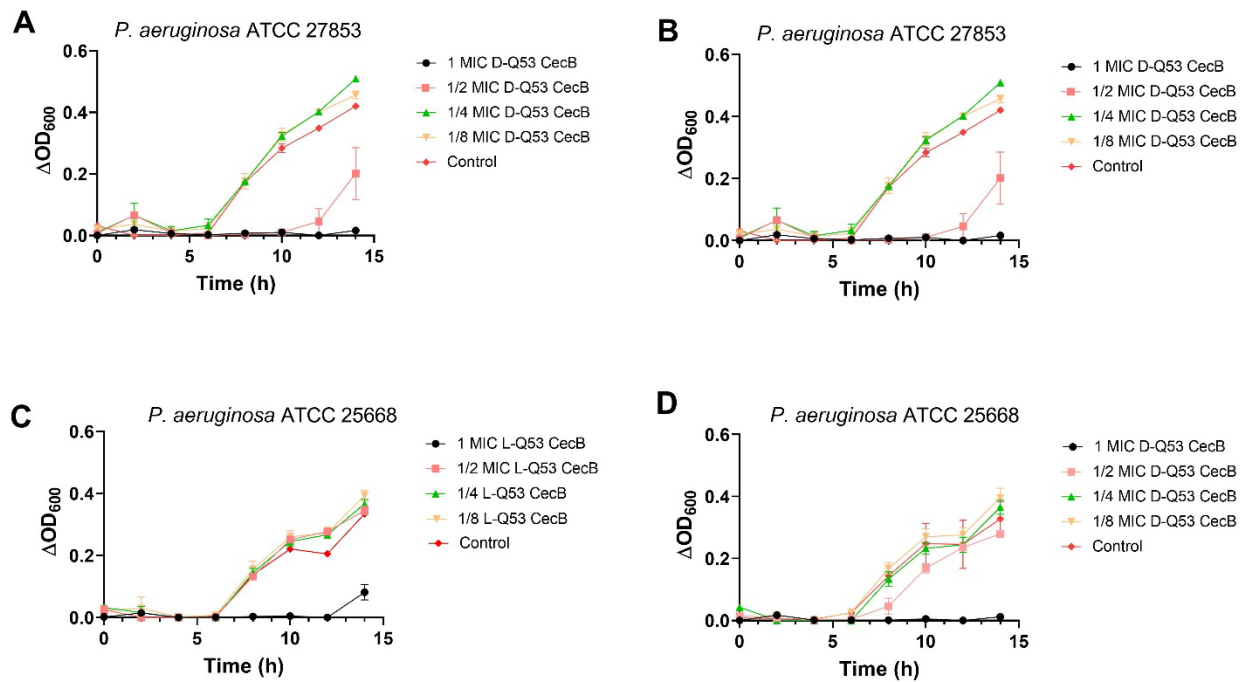 A
P. aeruginosa ATCC 27853
0.6
0.4
0.2
0.0
ΔOD600
0
5
10
15
Time (h)
1 MIC D-Q53 CecB
1/2 MIC D-Q53 CecB
1/4 MIC D-Q53 CecB
1/8 MIC D-Q53 CecB
Control
B
P. aeruginosa ATCC 27853
0.6
0.4
0.2
0.0
ΔOD600
0
5
10
15
Time (h)
1 MIC D-Q53 CecB
1/2 MIC D-Q53 CecB
1/4 MIC D-Q53 CecB
1/8 MIC D-Q53 CecB
Control
C
P. aeruginosa ATCC 25668
0.6
0.4
0.2
0.0
ΔOD600
0
5
10
15
Time (h)
1 MIC L-Q53 CecB
1/2 MIC L-Q53 CecB
1/4 L-Q53 CecB
1/8 L-Q53 CecB
Control
D
P. aeruginosa ATCC 25668
0.6
0.4
0.2
0.0
ΔOD600
0
5
10
15
Time (h)
1 MIC D-Q53 CecB
1/2 MIC D-Q53 CecB
1/4 MIC D-Q53 CecB
1/8 MIC D-Q53 CecB
Control